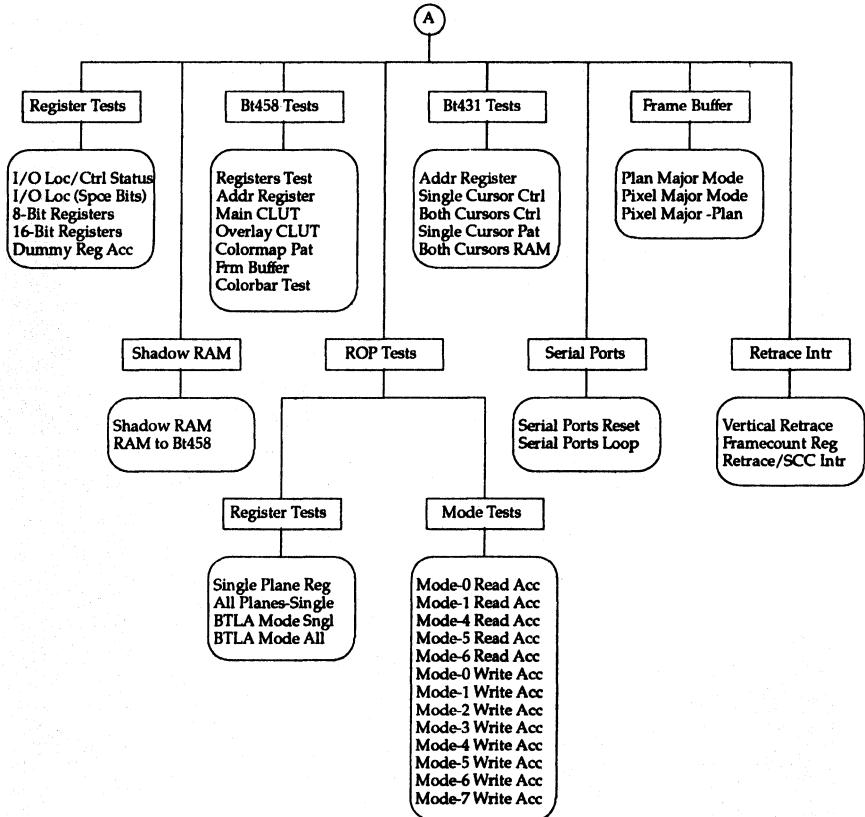 A
Register Tests
Bt458 Tests
Bt431 Tests
Frame Buffer
I/O Loc/Ctrl Status
I/O Loc (Spce Bits)
8-Bit Registers
16-Bit Registers
Dummy Reg Acc
Registers Test
Addr Register
Main CLUT
Overlay CLUT
Colormap Pat
Frm Buffer
Colorbar Test
Addr Register
Single Cursor Ctrl
Both Cursors Ctrl
Single Cursor Pat
Both Cursors RAM
Plan Major Mode
Pixel Major Mode
Pixel Major -Plan
Shadow RAM
ROP Tests
Serial Ports
Retrace Intr
Shadow RAM
RAM to Bt458
Serial Ports Reset
Serial Ports Loop
Vertical Retrace
Framecount Reg
Retrace/SCC Intr
Register Tests
Mode Tests
Single Plane Reg
All Planes-Single
BTLA Mode Sngl
BTLA Mode All
Mode-0 Read Acc
Mode-1 Read Acc
Mode-4 Read Acc
Mode-5 Read Acc
Mode-6 Read Acc
Mode-0 Write Acc
Mode-1 Write Acc
Mode-2 Write Acc
Mode-3 Write Acc
Mode-4 Write Acc
Mode-5 Write Acc
Mode-6 Write Acc
Mode-7 Write Acc